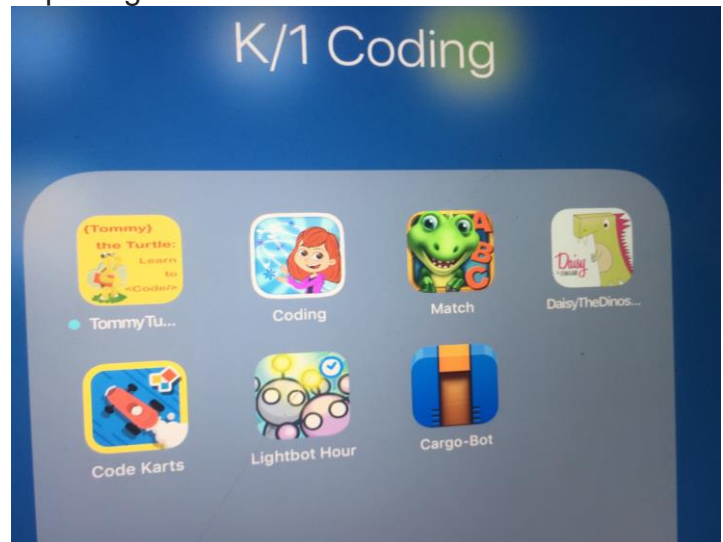 K/1 Coding
{Tommy}
the Turtle:
Learn
to
<Code/>
A
B
C
Daisy
TommyTu...
Coding
Match
DaisyTheDinos...
Code Karts
Lightbot Hour
Cargo-Bot